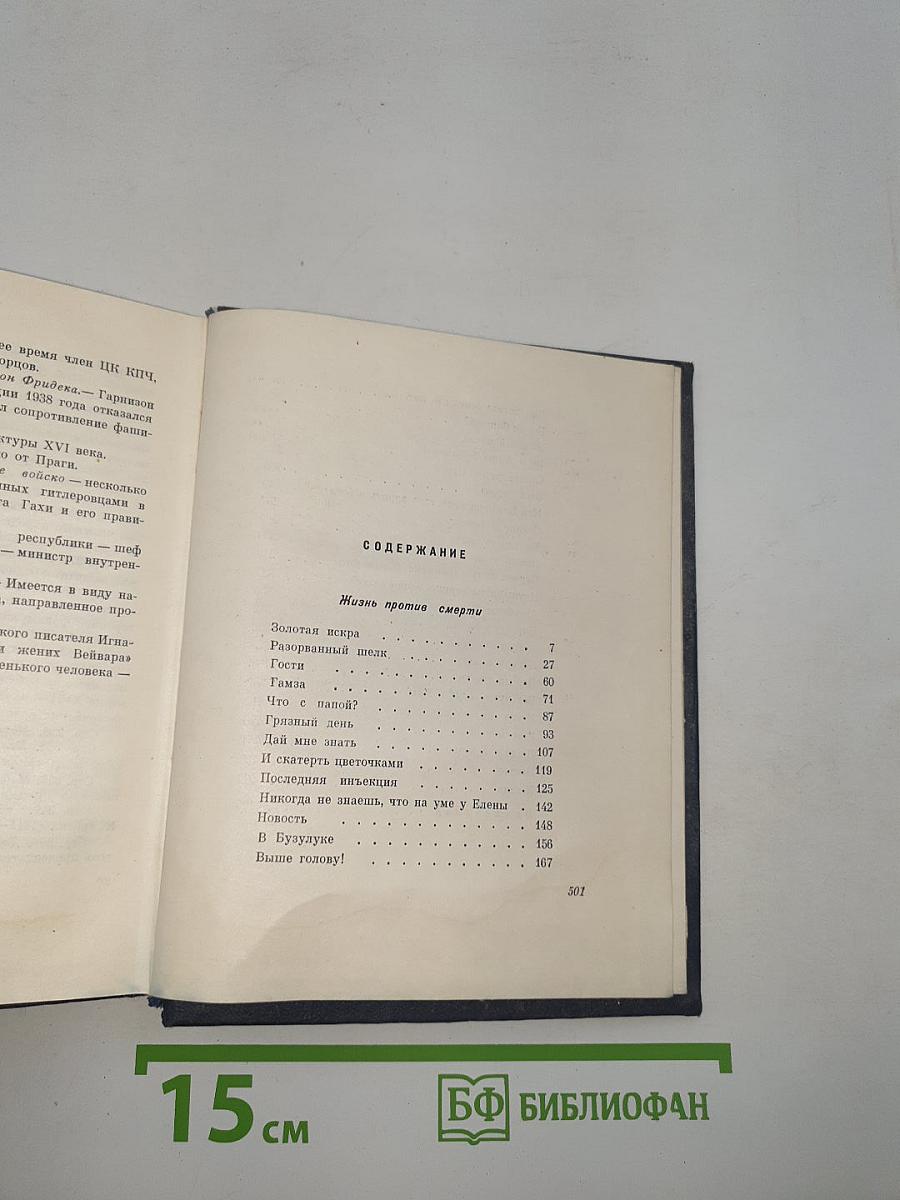 ее время член ЦК КПЧ,
орцов.
он Фридека.— Гарнизон
ции 1938 года отказался
л сопротивление фаши-
ктуры XVI века.
о от Праги.
е войско — несколько
нных гитлеровцами в
та Гахи и его прави-
республики — шеф
— министр внутрен-
Имеется в виду на-
, направленное про-
кого писателя Игна-
и жених Вейвара»
енького человека —
СОДЕРЖАНИЕ
Жизнь против смерти
Золотая искра . . . . . . . . . . . 7
Разорванный шелк . . . . . . . . . 27
Гости . . . . . . . . . . . . . 60
Гамза . . . . . . . . . . . . . 71
Что с папой? . . . . . . . . . . 87
Грязный день . . . . . . . . . . 93
Дай мне знать . . . . . . . . . . 107
И скатерть цветочками . . . . . . . 119
Последняя инъекция . . . . . . . 125
Никогда не знаешь, что на уме у Елены . 142
Новость . . . . . . . . . . . . 148
В Бузулуке . . . . . . . . . . . 156
Выше голову! . . . . . . . . . . 167
501
15 см
БФ БИБЛИОФАН